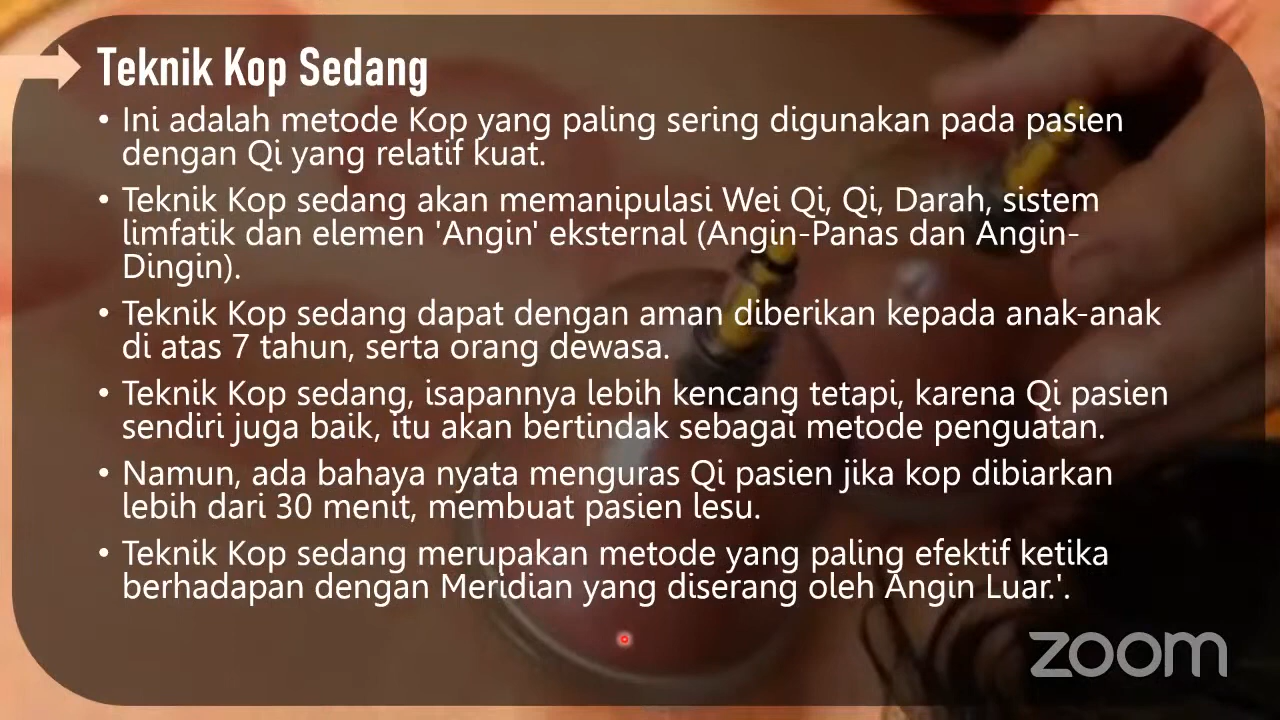 Teknik Kop Sedang
• Ini adalah metode Kop yang paling sering digunakan pada pasien
dengan Qi yang relatif kuat.
• Teknik Kop sedang akan memanipulasi Wei Qi, Qi, Darah, sistem
limfatik dan elemen 'Angin' eksternal (Angin-Panas dan Angin-
Dingin).
• Teknik Kop sedang dapat dengan aman diberikan kepada anak-anak
di atas 7 tahun, serta orang dewasa.
• Teknik Kop sedang, isapannya lebih kencang tetapi, karena Qi pasien
sendiri juga baik, itu akan bertindak sebagai metode penguatan.
• Namun, ada bahaya nyata menguras Qi pasien jika kop dibiarkan
lebih dari 30 menit, membuat pasien lesu.
• Teknik Kop sedang merupakan metode yang paling efektif ketika
berhadapan dengan Meridian yang diserang oleh Angin Luar.'.
zoom